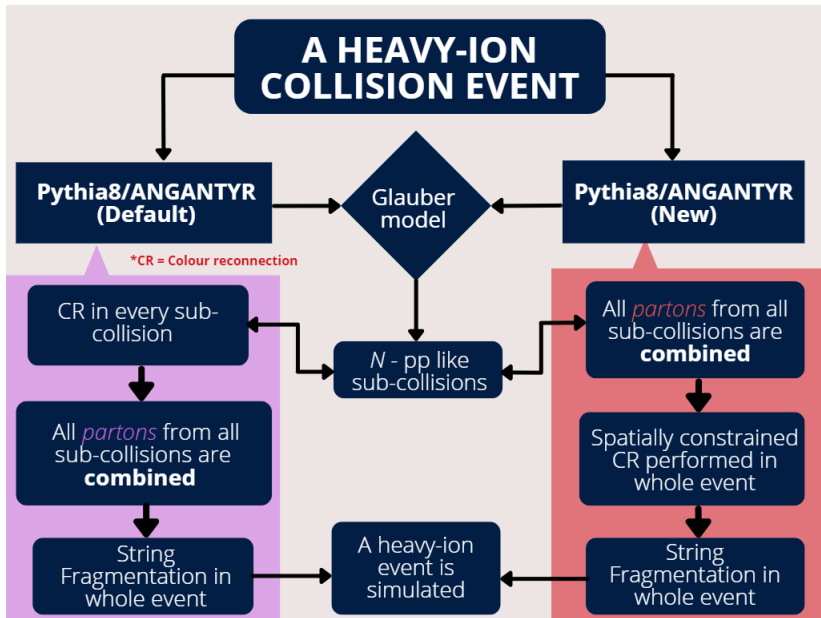 A HEAVY-ION
COLLISION EVENT
Pythia8/ANGANTYR
(Default)
Glauber
model
Pythia8/ANGANTYR
(New)
*CR = Colour reconnection
CR in every sub-
collision
N - pp like
sub-collisions
All partons from all
sub-collisions are
combined
All partons from all
sub-collisions are
combined
Spatially constrained
CR performed in
whole event
String
Fragmentation in
whole event
A heavy-ion
event is
simulated
String
Fragmentation in
whole event